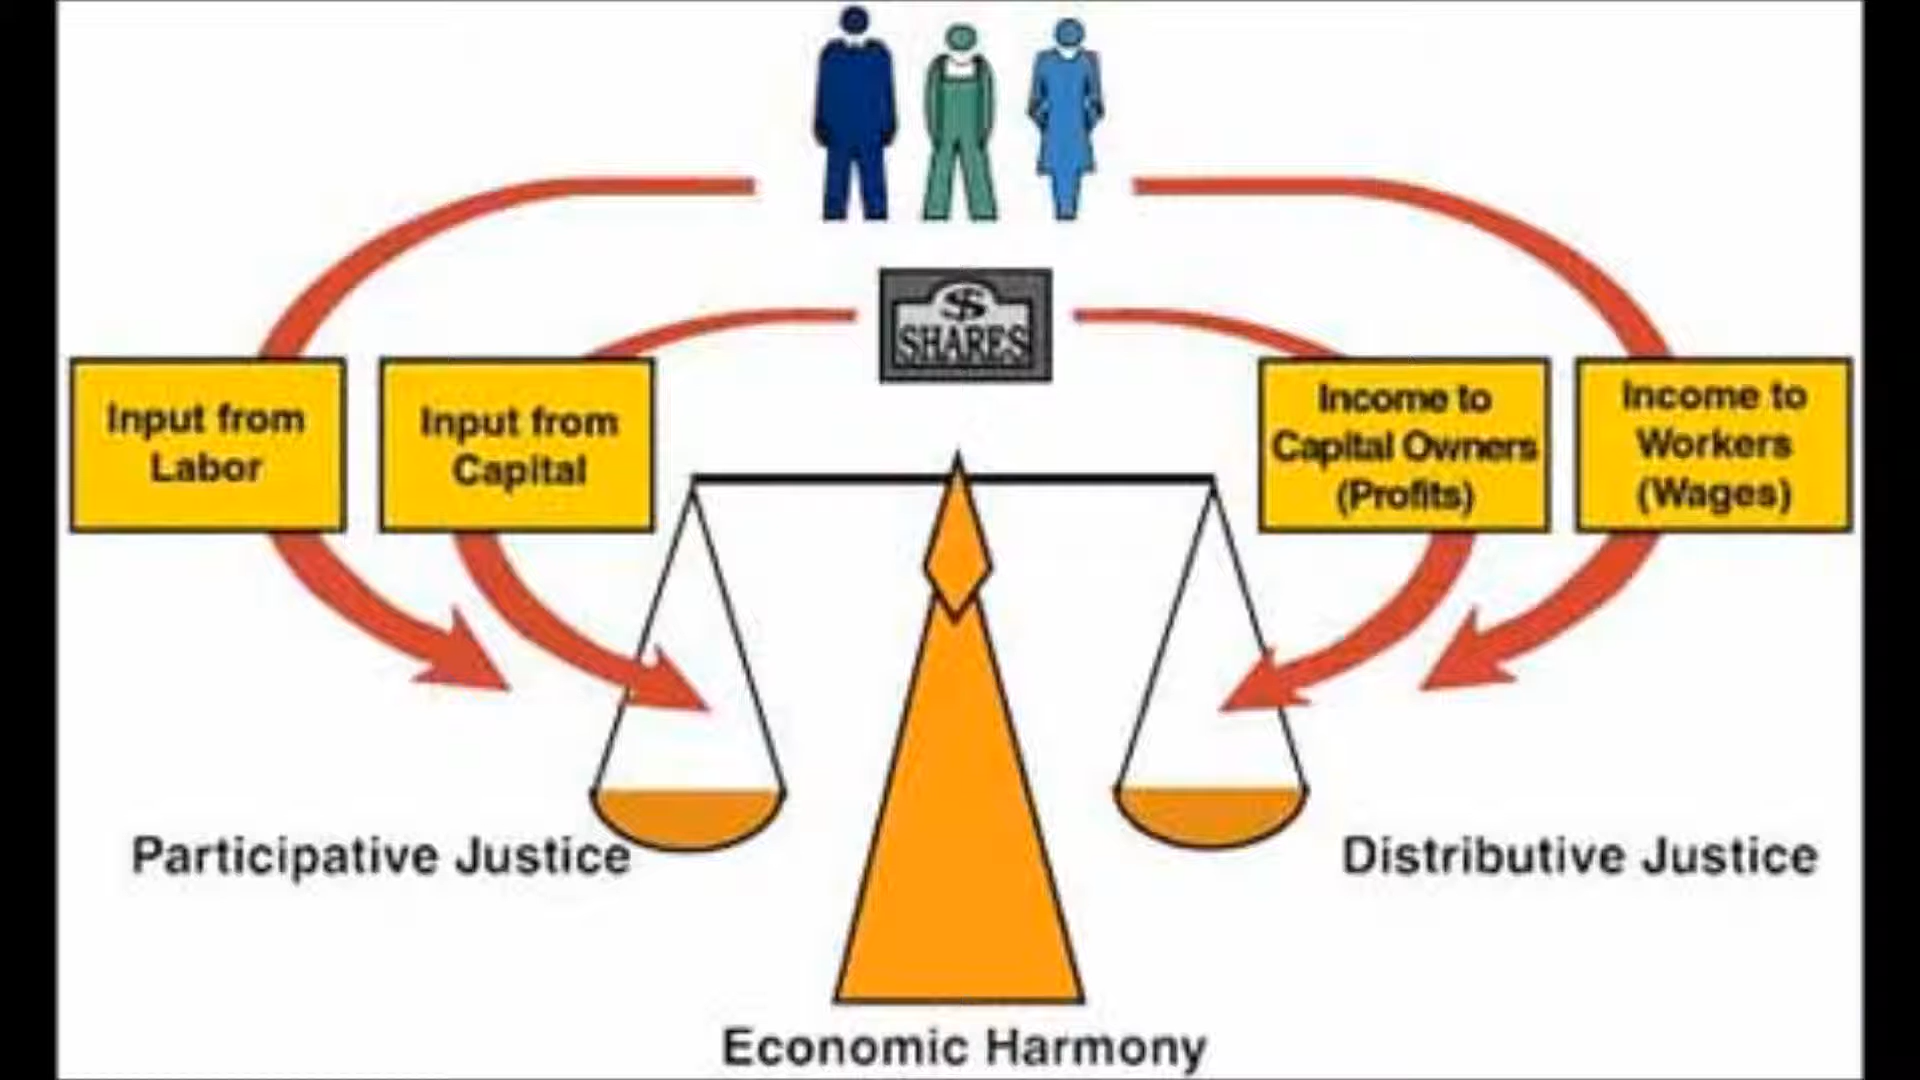 $
SHARES
Input from
Labor
Input from
Capital
Income to
Capital Owners
(Profits)
Income to
Workers
(Wages)
Participative Justice
Distributive Justice
Economic Harmony